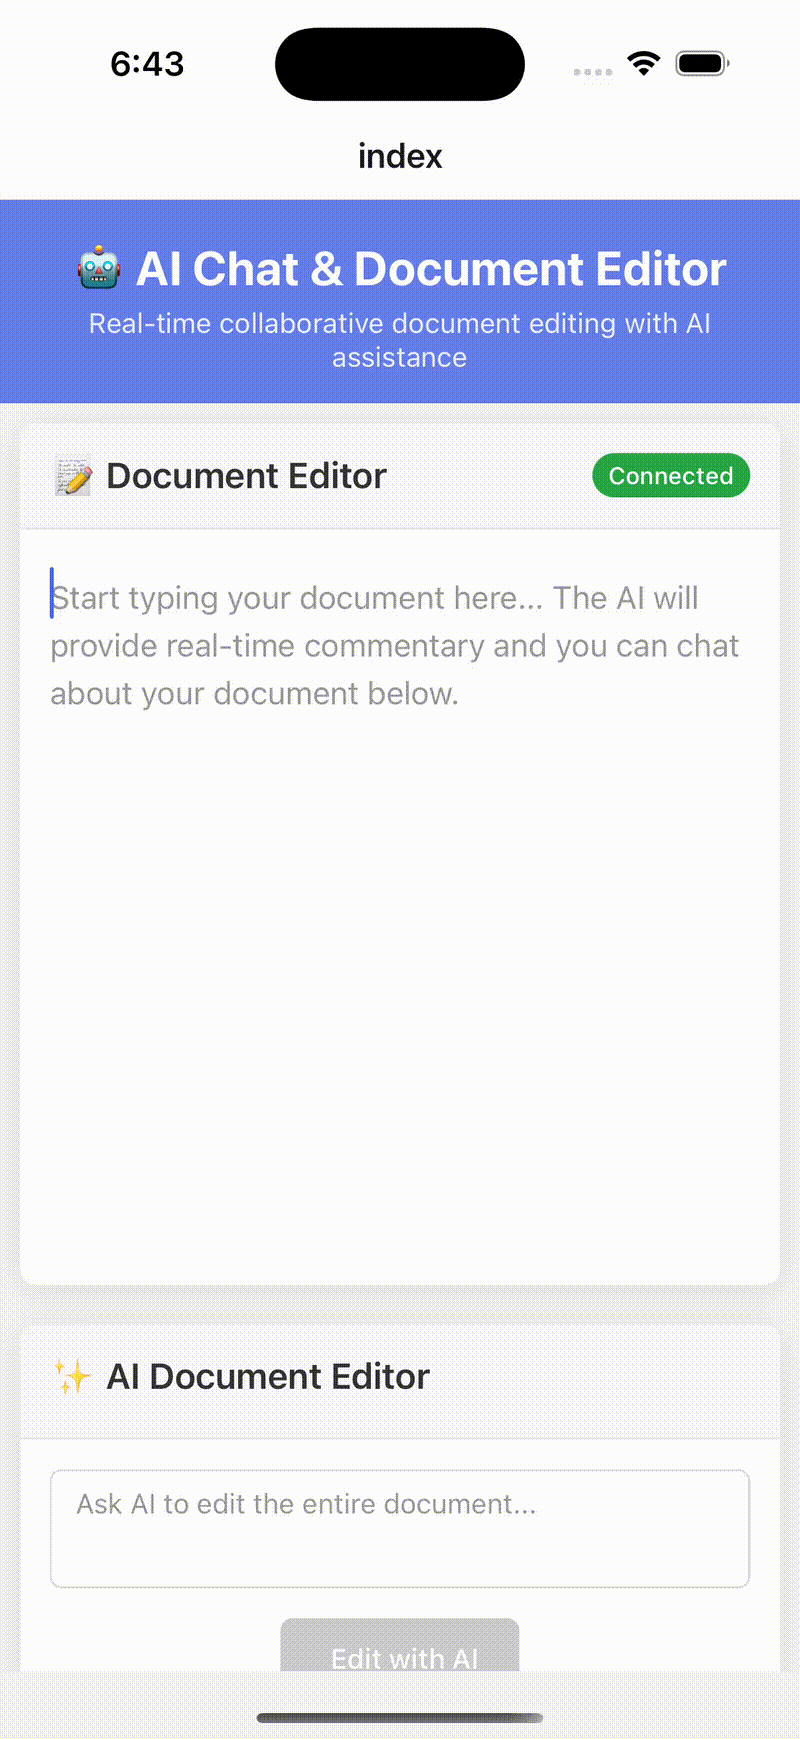 6:43
index
🤖 AI Chat & Document Editor
Real-time collaborative document editing with AI
assistance
📝 Document Editor
Connected
Start typing your document here... The AI will
provide real-time commentary and you can chat
about your document below.
✨ AI Document Editor
Ask AI to edit the entire document...
Edit with AI